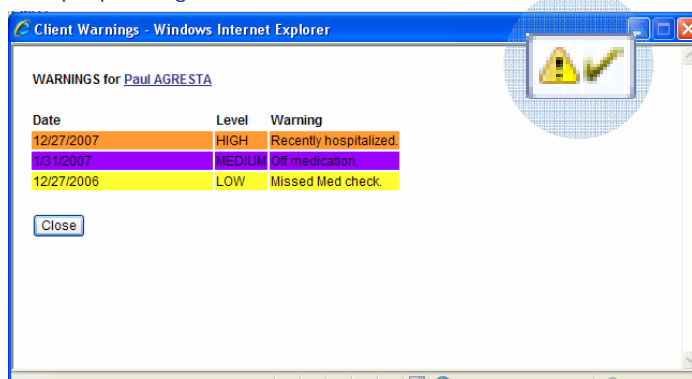 Client Warnings - Windows Internet Explorer
WARNINGS for Paul AGRESTA
Date Level Warning
12/27/2007 HIGH Recently hospitalized.
1/31/2007 MEDIUM Off medication.
12/27/2006 LOW Missed Med check.
Close